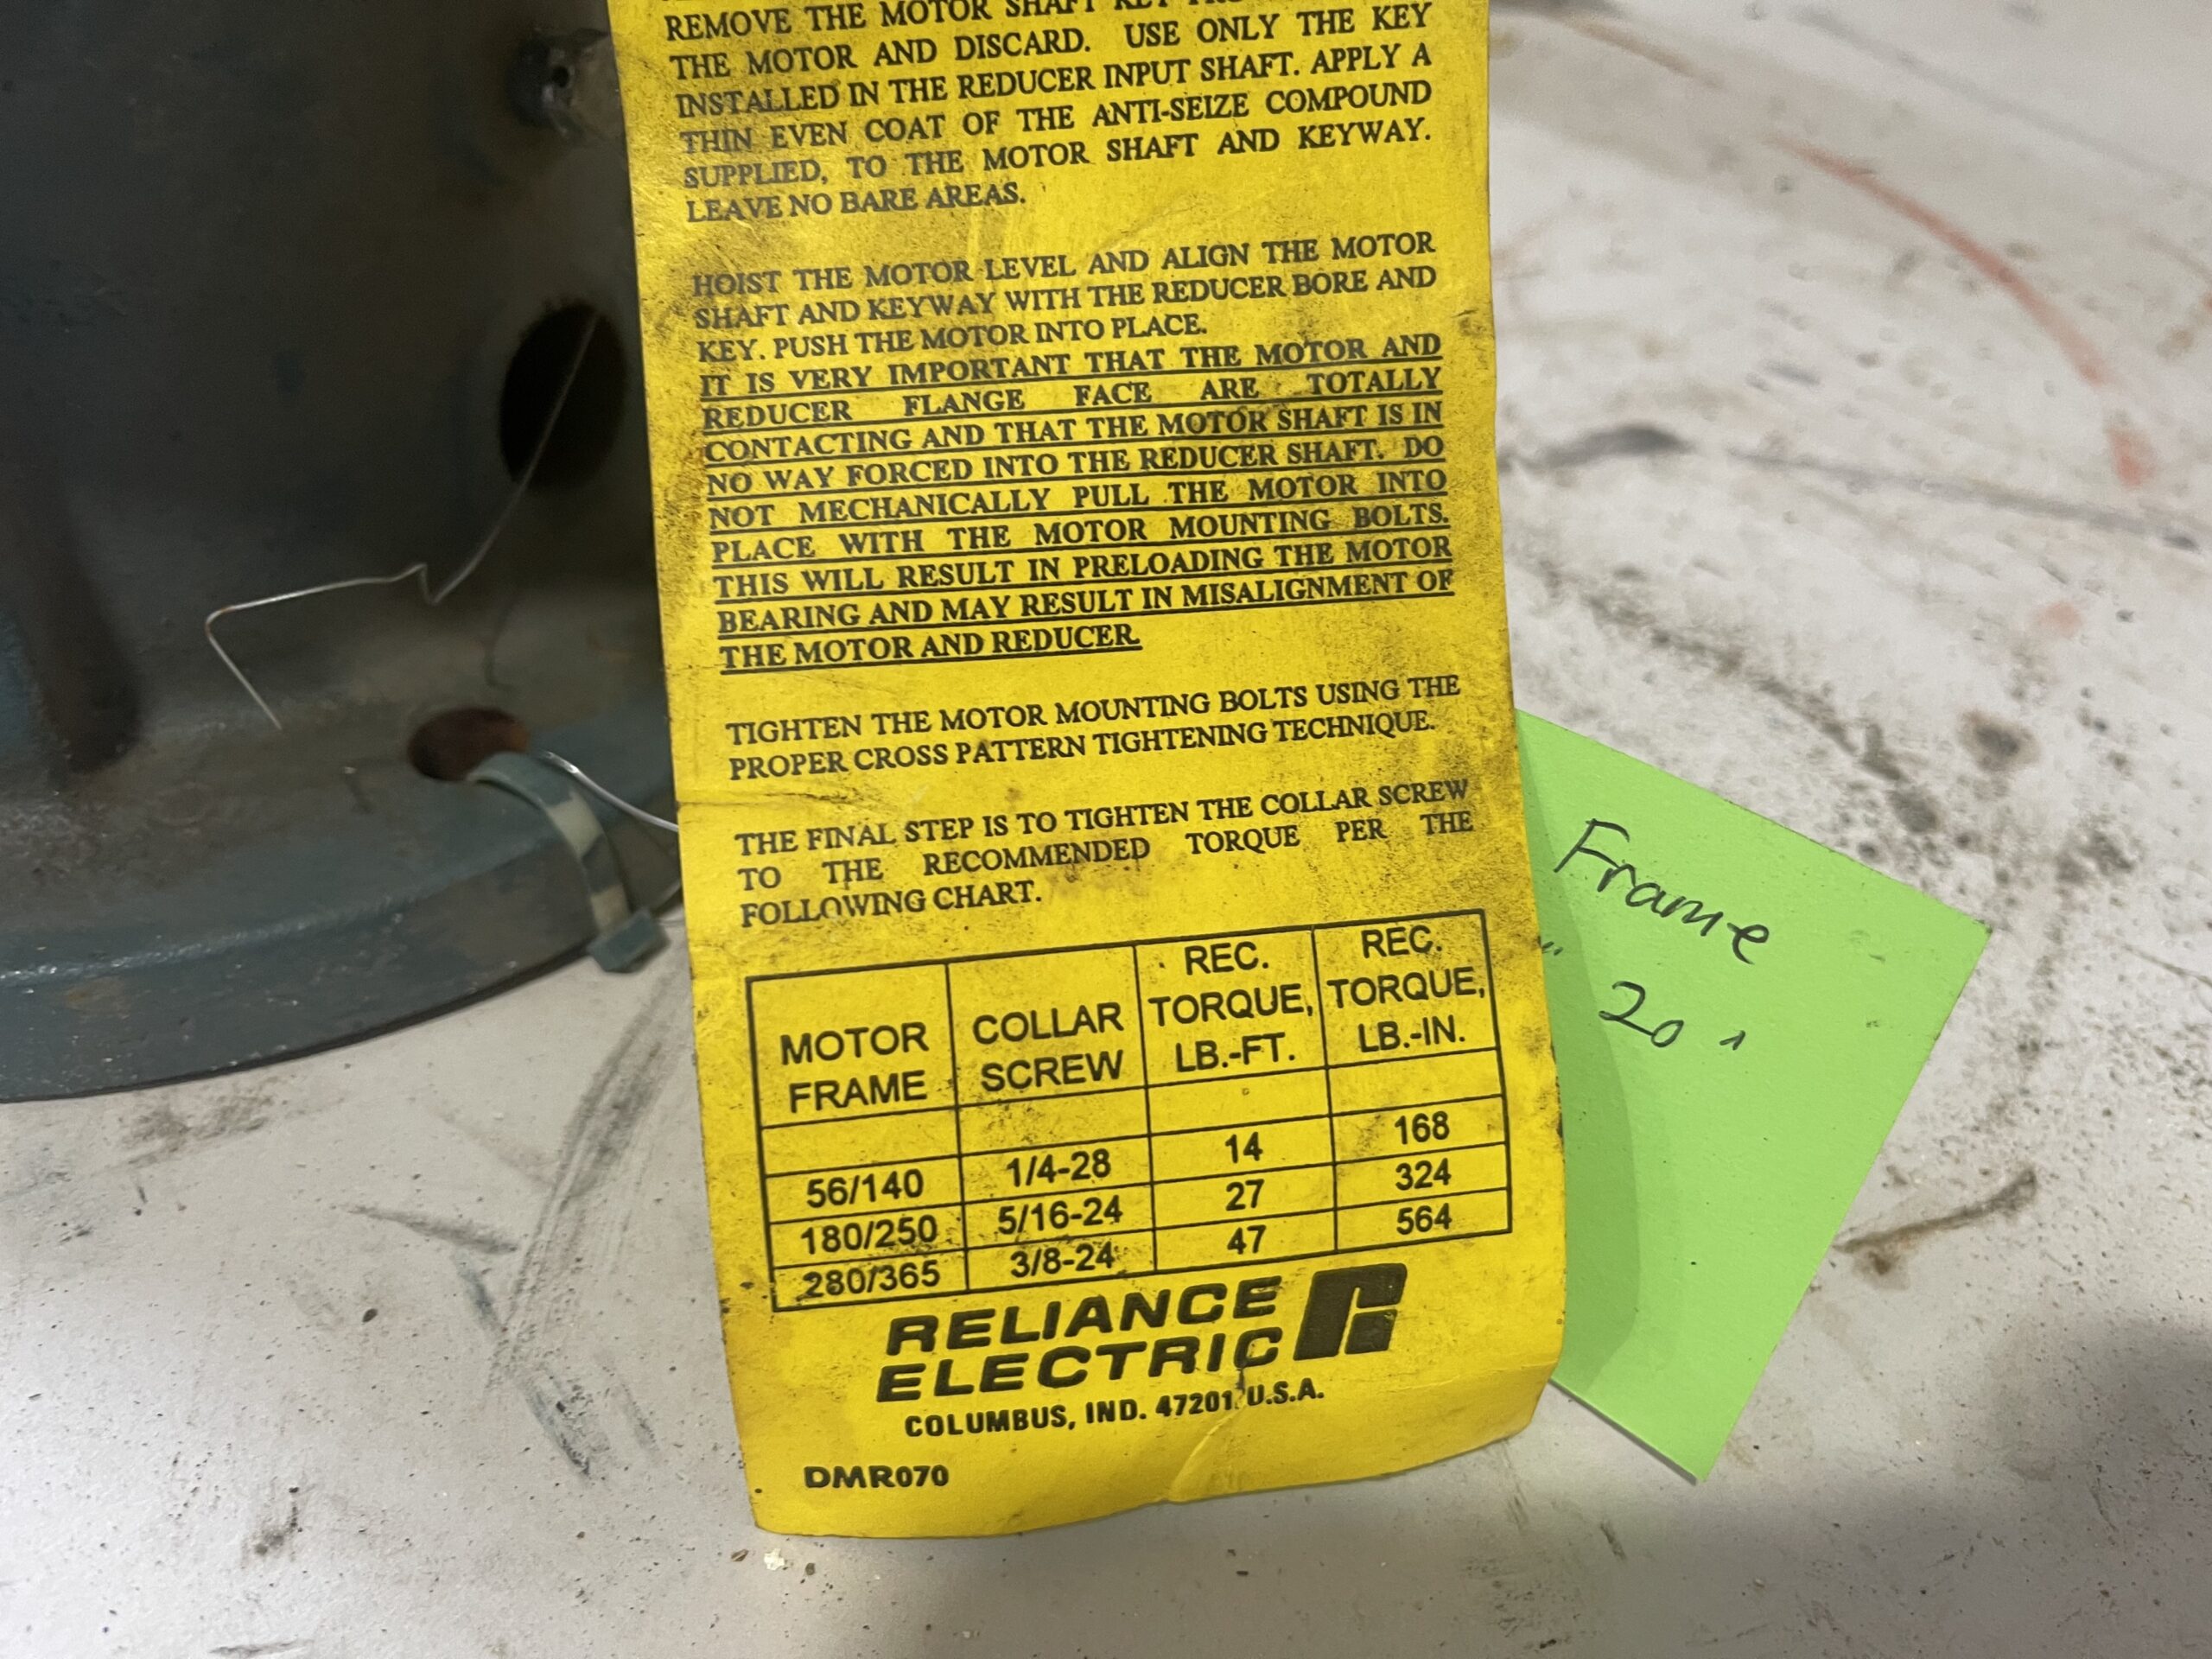 REMOVE THE MOTOR SHAFT KEY
THE MOTOR AND DISCARD. USE ONLY THE KEY
INSTALLED IN THE REDUCER INPUT SHAFT. APPLY A
THIN EVEN COAT OF THE ANTI-SEIZE COMPOUND
SUPPLIED, TO THE MOTOR SHAFT AND KEYWAY.
LEAVE NO BARE AREAS.
HOIST THE MOTOR LEVEL AND ALIGN THE MOTOR
SHAFT AND KEYWAY WITH THE REDUCER BORE AND
KEY. PUSH THE MOTOR INTO PLACE.
IT IS VERY IMPORTANT THAT THE MOTOR AND
REDUCER FLANGE FACE ARE TOTALLY
CONTACTING AND THAT THE MOTOR SHAFT IS IN
NO WAY FORCED INTO THE REDUCER SHAFT. DO
NOT MECHANICALLY PULL THE MOTOR INTO
PLACE WITH THE MOTOR MOUNTING BOLTS.
THIS WILL RESULT IN PRELOADING THE MOTOR
BEARING AND MAY RESULT IN MISALIGNMENT OF
THE MOTOR AND REDUCER.
TIGHTEN THE MOTOR MOUNTING BOLTS USING THE
PROPER CROSS PATTERN TIGHTENING TECHNIQUE.
THE FINAL STEP IS TO TIGHTEN THE COLLAR SCREW
TO THE RECOMMENDED TORQUE PER THE
FOLLOWING CHART.
MOTOR FRAME COLLAR SCREW REC. TORQUE, LB.-FT. REC. TORQUE, LB.-IN.
56/140 1/4-28 14 168
180/250 5/16-24 27 324
280/365 3/8-24 47 564
RELIANCE
ELECTRIC
COLUMBUS, IND. 47201 U.S.A.
DMR070
Frame
" 20 "